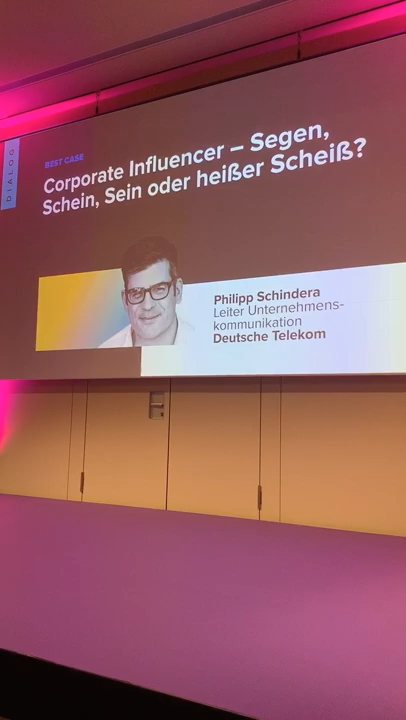 DIALOG
BEST CASE
Corporate Influencer – Segen,
Schein, Sein oder heißer Scheiß?
Philipp Schindera
Leiter Unternehmens-
kommunikation
Deutsche Telekom